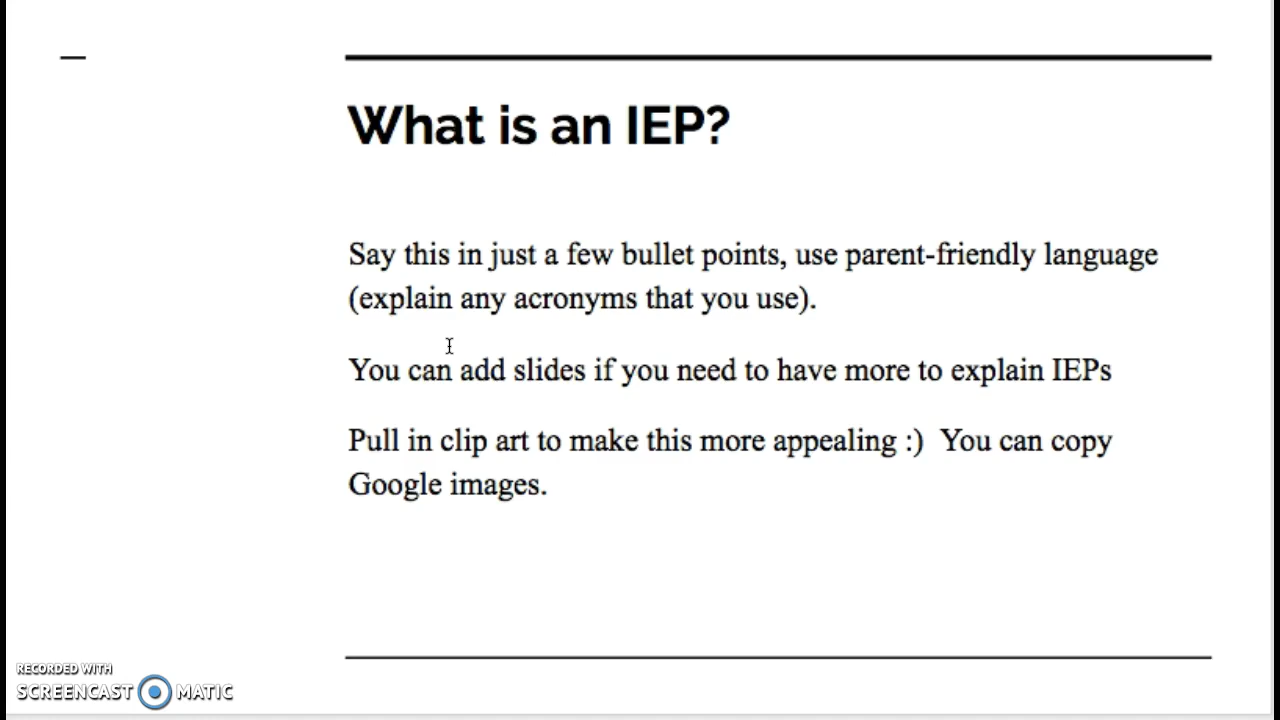 What is an IEP?
Say this in just a few bullet points, use parent-friendly language
(explain any acronyms that you use).
You can add slides if you need to have more to explain IEPs
Pull in clip art to make this more appealing :)  You can copy
Google images.
RECORDED WITH
SCREENCAST MATIC